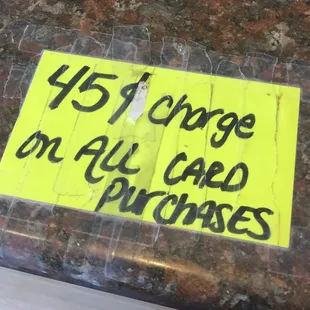 45¢ charge
on ALL CARD
purchases